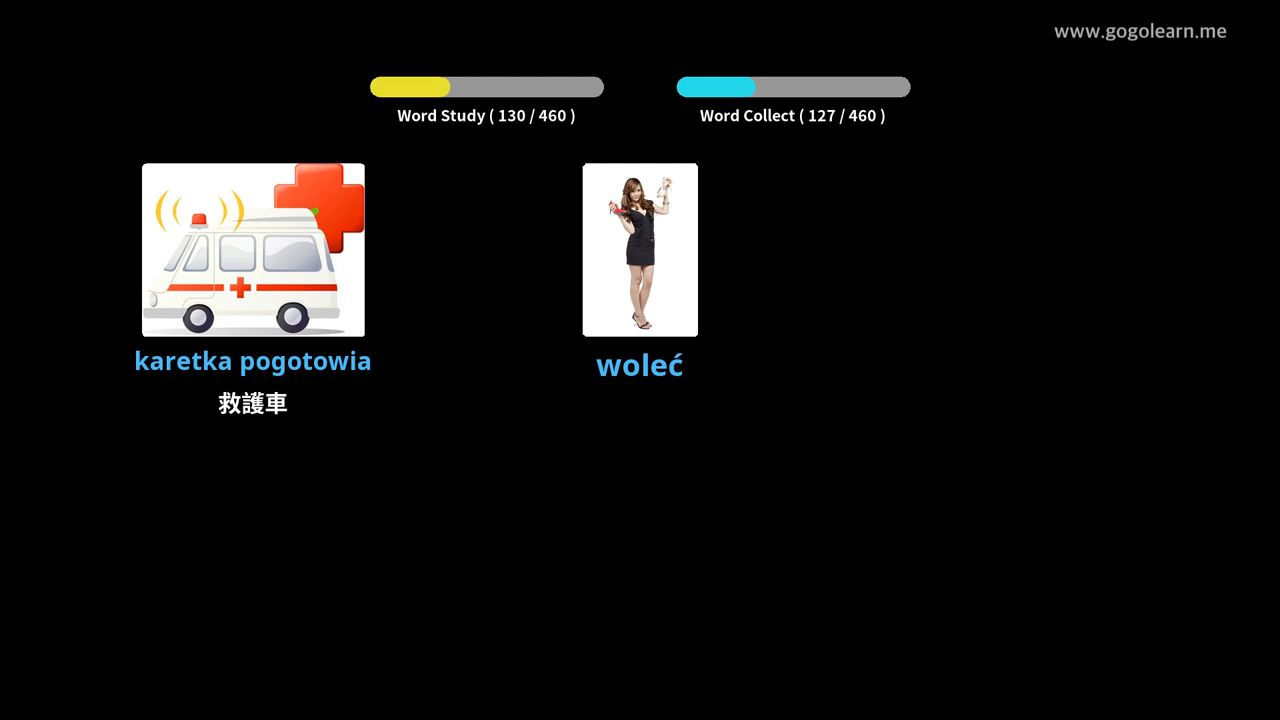 www.gogolearn.me
Word Study ( 130 / 460 )
Word Collect ( 127 / 460 )
karetka pogotowia
救護車
woleć